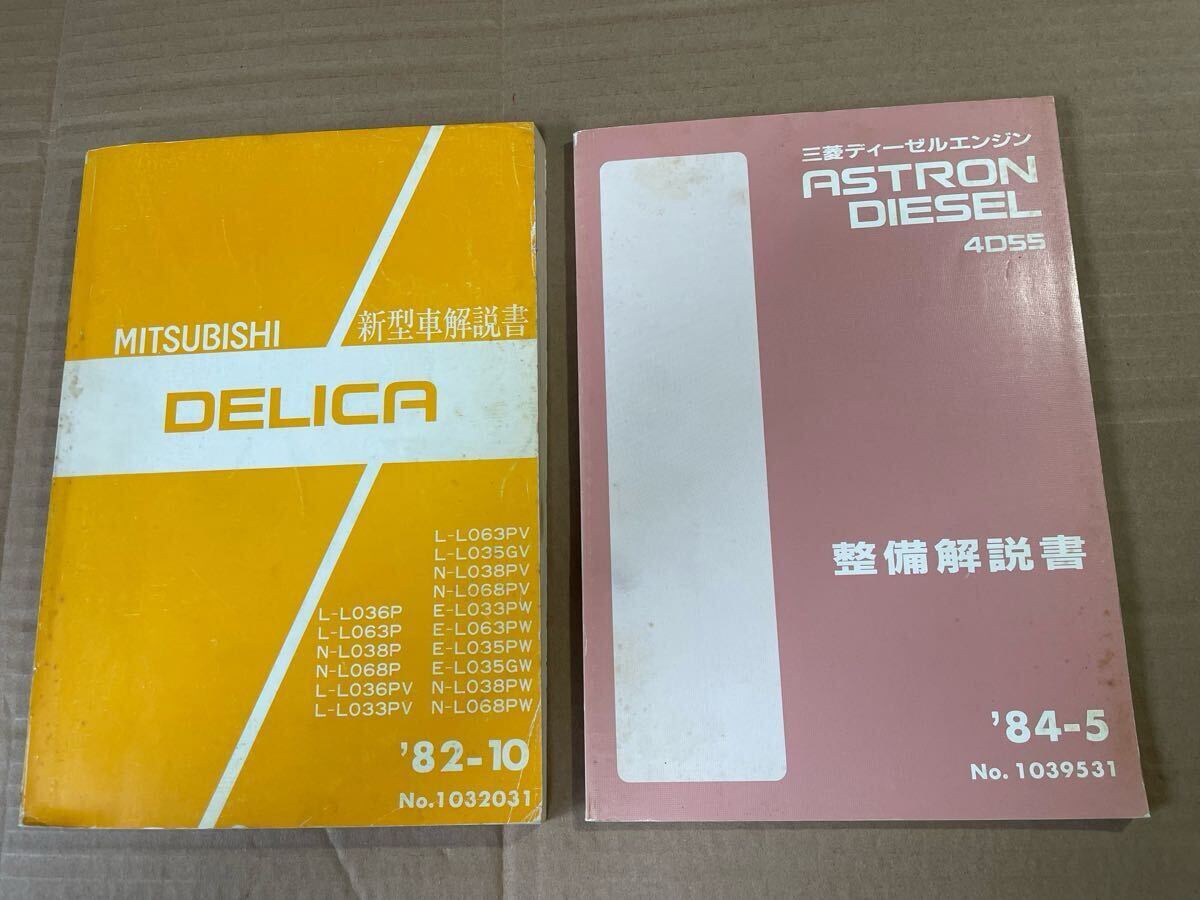 MITSUBISHI
新型車解説書
DELICA
L-L063PV
L-L035GV
N-L038PV
N-L068PV
L-L036P E-L033PW
L-L063P E-L063PW
N-L038P E-L035PW
N-L068P E-L035GW
L-L036PV N-L038PW
L-L033PV N-L068PW
'82-10
No.1032031
三菱ディーゼルエンジン
ASTRON
DIESEL
4D55
整備解説書
'84-5
No. 1039531